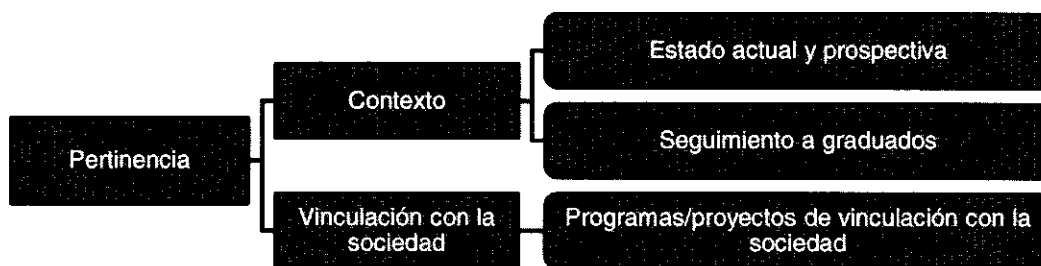 Pertinencia
Contexto
Estado actual y prospectiva
Seguimiento a graduados
Vinculación con la
sociedad
Programas/proyectos de vinculación con la
sociedad